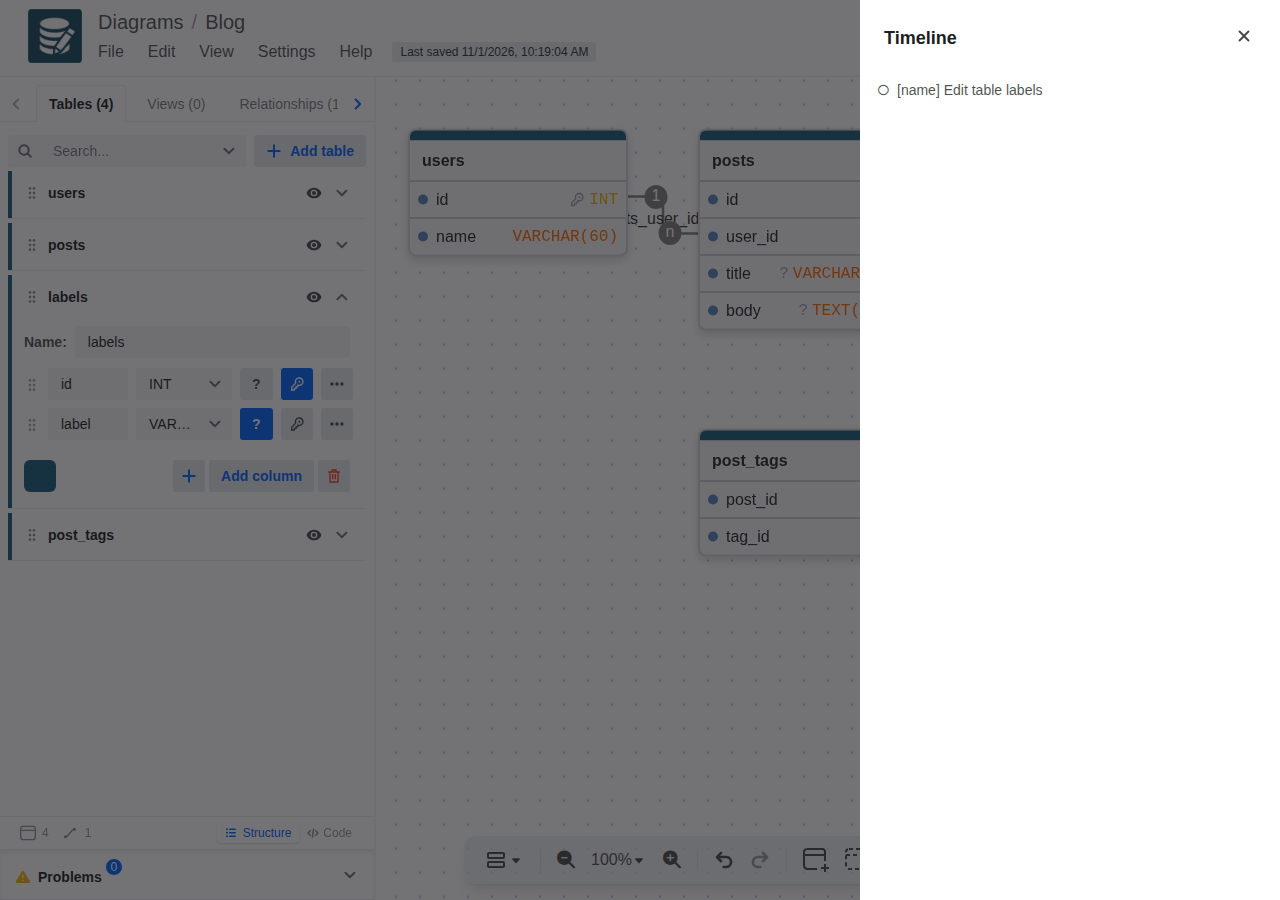 Diagrams / Blog
File Edit View Settings Help Last saved 11/1/2026, 10:19:04 AM
Tables (4) Views (0) Relationships (1
Search... Add table
users
posts
labels
Name: labels
id INT ?
label VAR... ?
Add column
post_tags
4 1 Structure Code
Problems 0
users
id INT
name VARCHAR(60)
1
ts_user_id
n
posts
id
user_id
title ? VARCHAR
body ? TEXT(
post_tags
post_id
tag_id
100%
Timeline
[name] Edit table labels